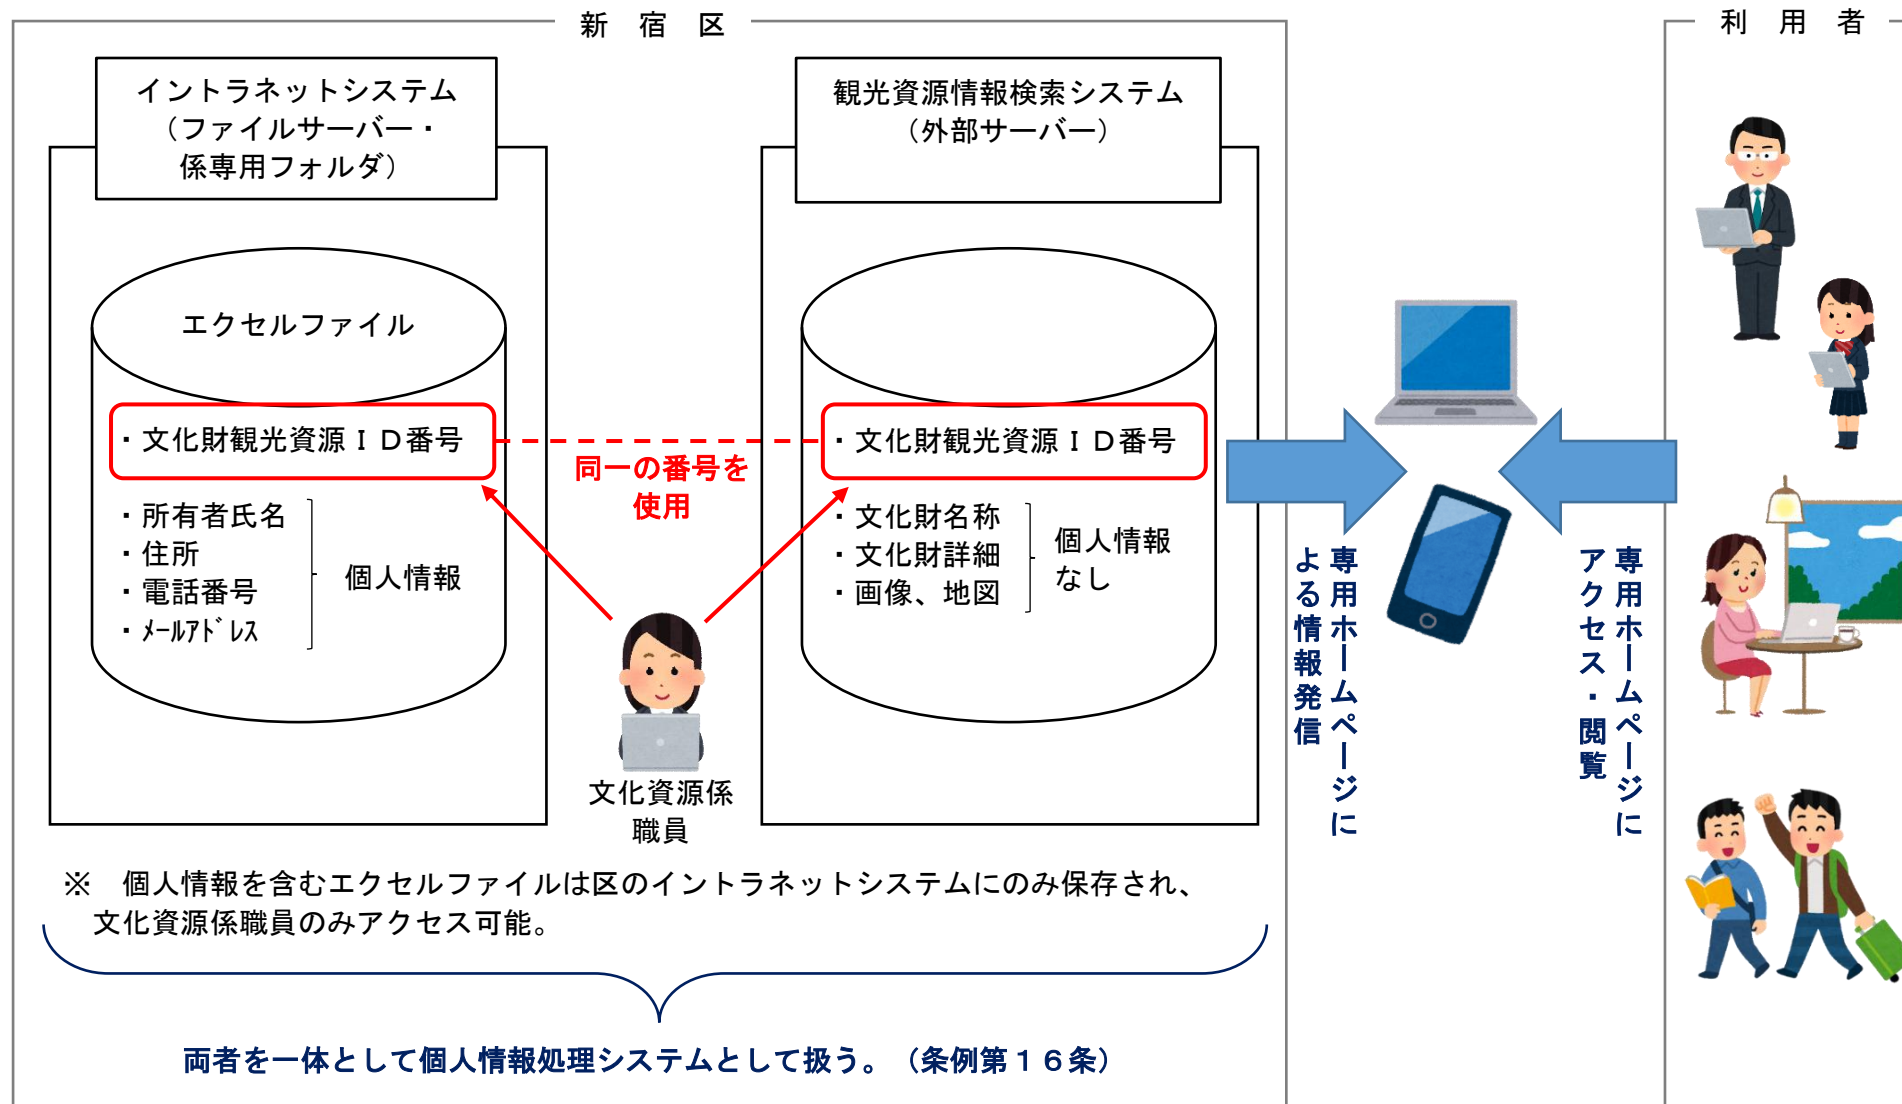 新　宿　区
利　用　者
イントラネットシステム
（ファイルサーバー・
係専用フォルダ）
観光資源情報検索システム
（外部サーバー）
エクセルファイル
・文化財観光資源ＩＤ番号
・所有者氏名
・住所
・電話番号
・ﾒｰﾙｱﾄﾞﾚｽ
個人情報
同一の番号を
使用
・文化財観光資源ＩＤ番号
・文化財名称
・文化財詳細
・画像、地図
個人情報
なし
文化資源係
職員
専用ホームページに
よる情報発信
専用ホームページに
アクセス・閲覧
※　個人情報を含むエクセルファイルは区のイントラネットシステムにのみ保存され、
文化資源係職員のみアクセス可能。
両者を一体として個人情報処理システムとして扱う。（条例第１６条）